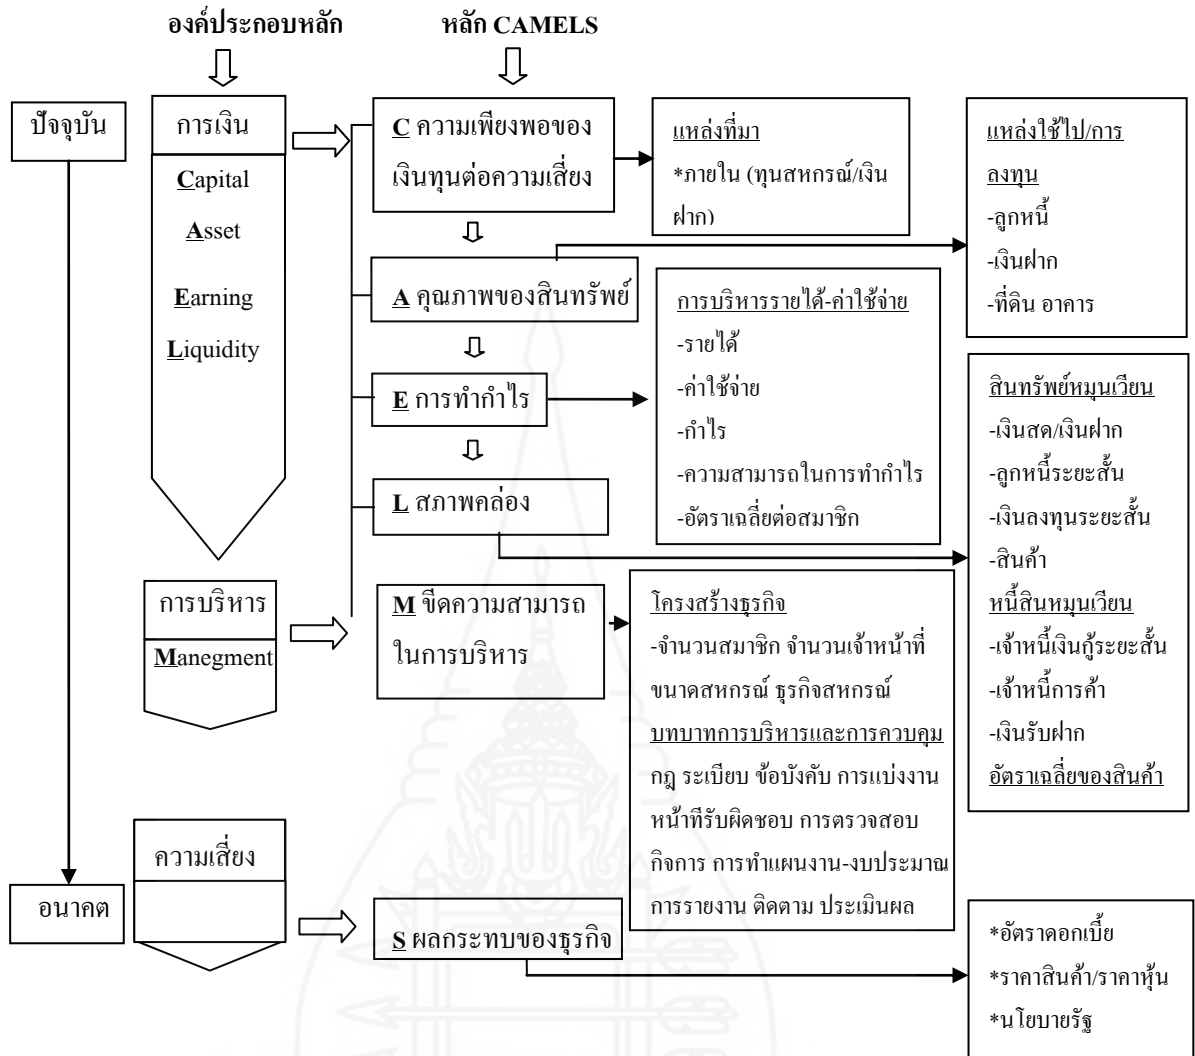 องค์ประกอบหลัก
หลัก CAMELS
ปัจจุบัน
การเงิน
Capital
Asset
Earning
Liquidity
C ความเพียงพอของ
เงินทุนต่อความเสี่ยง
แหล่งที่มา
*ภายใน (ทุนสหกรณ์/เงิน
ฝาก)
แหล่งใช้ไป/การ
ลงทุน
-ลูกหนี้
-เงินฝาก
-ที่ดิน อาคาร
A คุณภาพของสินทรัพย์
การบริหารรายได้-ค่าใช้จ่าย
-รายได้
-ค่าใช้จ่าย
-กำไร
-ความสามารถในการทำกำไร
-อัตราเฉลี่ยต่อสมาชิก
E การทำกำไร
L สภาพคล่อง
สินทรัพย์หมุนเวียน
-เงินสด/เงินฝาก
-ลูกหนี้ระยะสั้น
-เงินลงทุนระยะสั้น
-สินค้า
หนี้สินหมุนเวียน
-เจ้าหนี้เงินกู้ระยะสั้น
-เจ้าหนี้การค้า
-เงินรับฝาก
อัตราเฉลี่ยของสินค้า
การบริหาร
Manegment
M ขีดความสามารถ
ในการบริหาร
โครงสร้างธุรกิจ
-จำนวนสมาชิก จำนวนเจ้าหน้าที่
ขนาดสหกรณ์ ธุรกิจสหกรณ์
บทบาทการบริหารและการควบคุม
กฎ ระเบียบ ข้อบังคับ การแบ่งงาน
หน้าที่รับผิดชอบ การตรวจสอบ
กิจการ การทำแผนงาน-งบประมาณ
การรายงาน ติดตาม ประเมินผล
ความเสี่ยง
อนาคต
S ผลกระทบของธุรกิจ
*อัตราดอกเบี้ย
*ราคาสินค้า/ราคาหุ้น
*นโยบายรัฐ